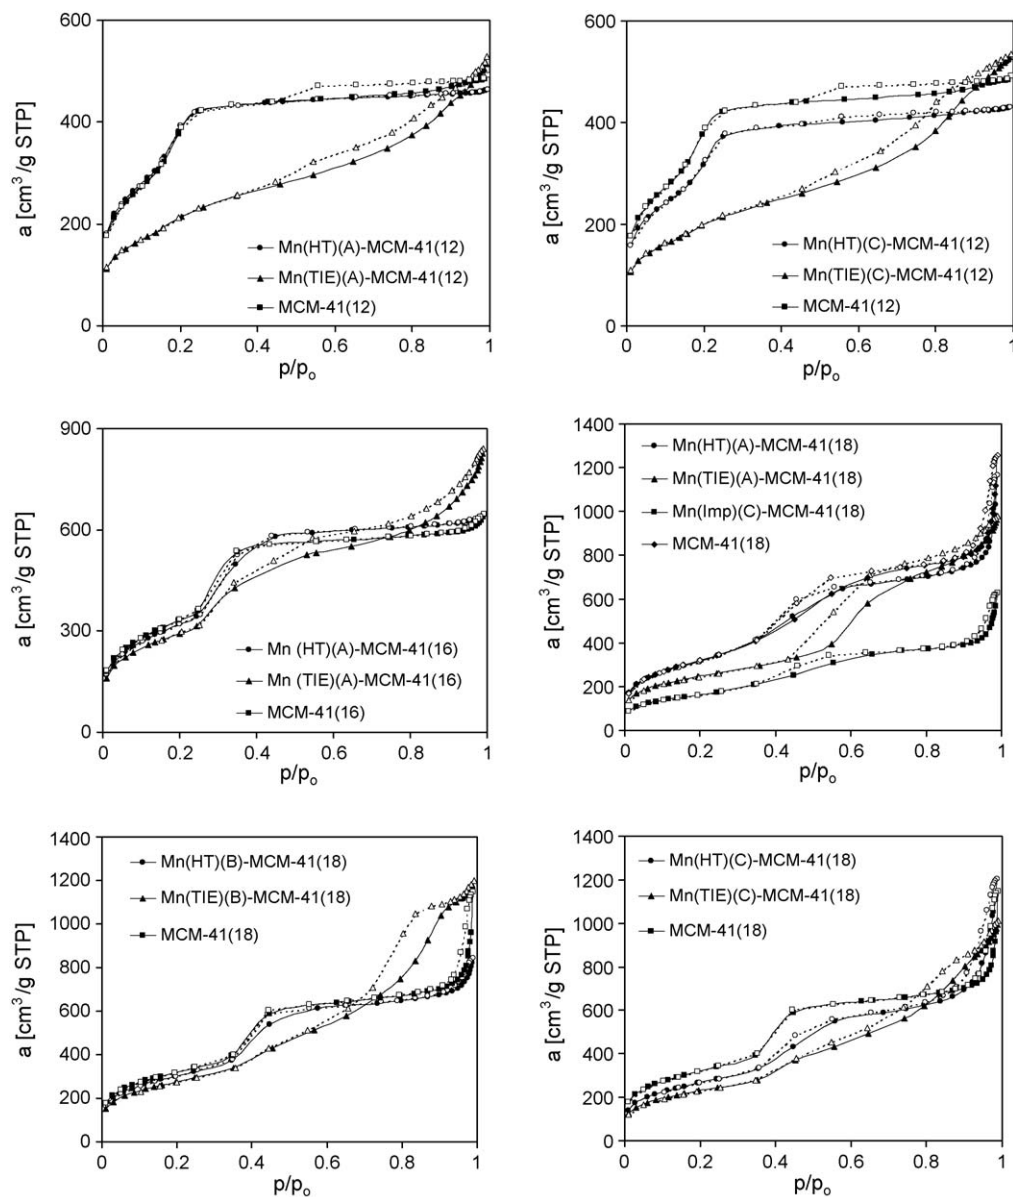 600
400
200
0
a [cm³/g STP]
Mn(HT)(A)-MCM-41(12)
Mn(TIE)(A)-MCM-41(12)
MCM-41(12)
0 0.2 0.4 0.6 0.8 1
p/pₒ
600
400
200
0
a [cm³/g STP]
Mn(HT)(C)-MCM-41(12)
Mn(TIE)(C)-MCM-41(12)
MCM-41(12)
0 0.2 0.4 0.6 0.8 1
p/pₒ
900
600
300
0
a [cm³/g STP]
Mn (HT)(A)-MCM-41(16)
Mn (TIE)(A)-MCM-41(16)
MCM-41(16)
0 0.2 0.4 0.6 0.8 1
p/pₒ
1400
1200
1000
800
600
400
200
0
a [cm³/g STP]
Mn(HT)(A)-MCM-41(18)
Mn(TIE)(A)-MCM-41(18)
Mn(Imp)(C)-MCM-41(18)
MCM-41(18)
0 0.2 0.4 0.6 0.8 1
p/pₒ
1400
1200
1000
800
600
400
200
0
a [cm³/g STP]
Mn(HT)(B)-MCM-41(18)
Mn(TIE)(B)-MCM-41(18)
MCM-41(18)
0 0.2 0.4 0.6 0.8 1
p/pₒ
1400
1200
1000
800
600
400
200
0
a [cm³/g STP]
Mn(HT)(C)-MCM-41(18)
Mn(TIE)(C)-MCM-41(18)
MCM-41(18)
0 0.2 0.4 0.6 0.8 1
p/pₒ